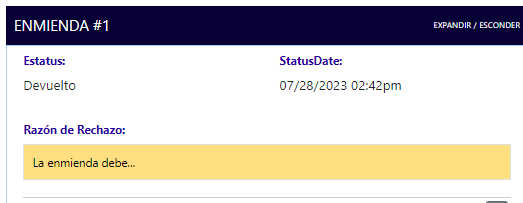 ENMIENDA #1 EXPANDIR / ESCONDER
Estatus: StatusDate:
Devuelto 07/28/2023 02:42pm
Razón de Rechazo:
La enmienda debe...